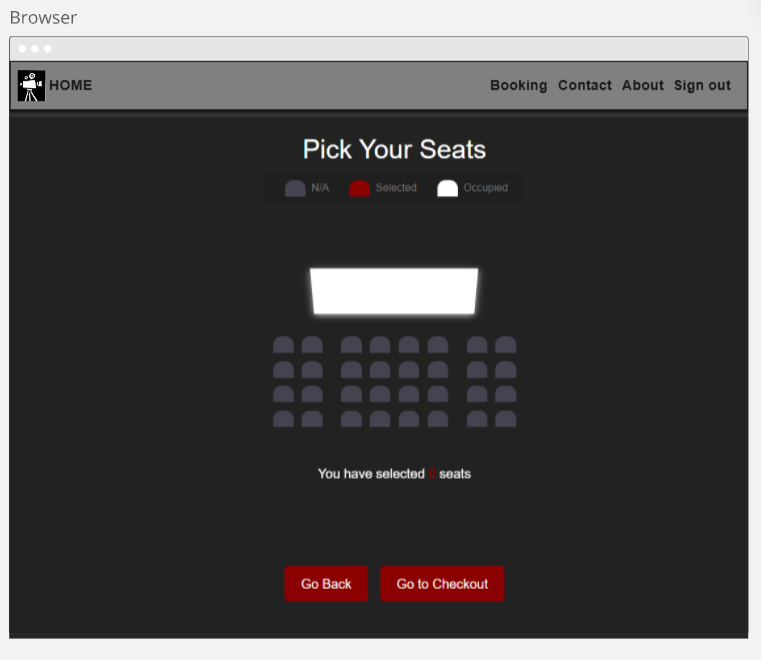 Browser
HOME Booking Contact About Sign out
Pick Your Seats
N/A Selected Occupied
You have selected 0 seats
Go Back Go to Checkout